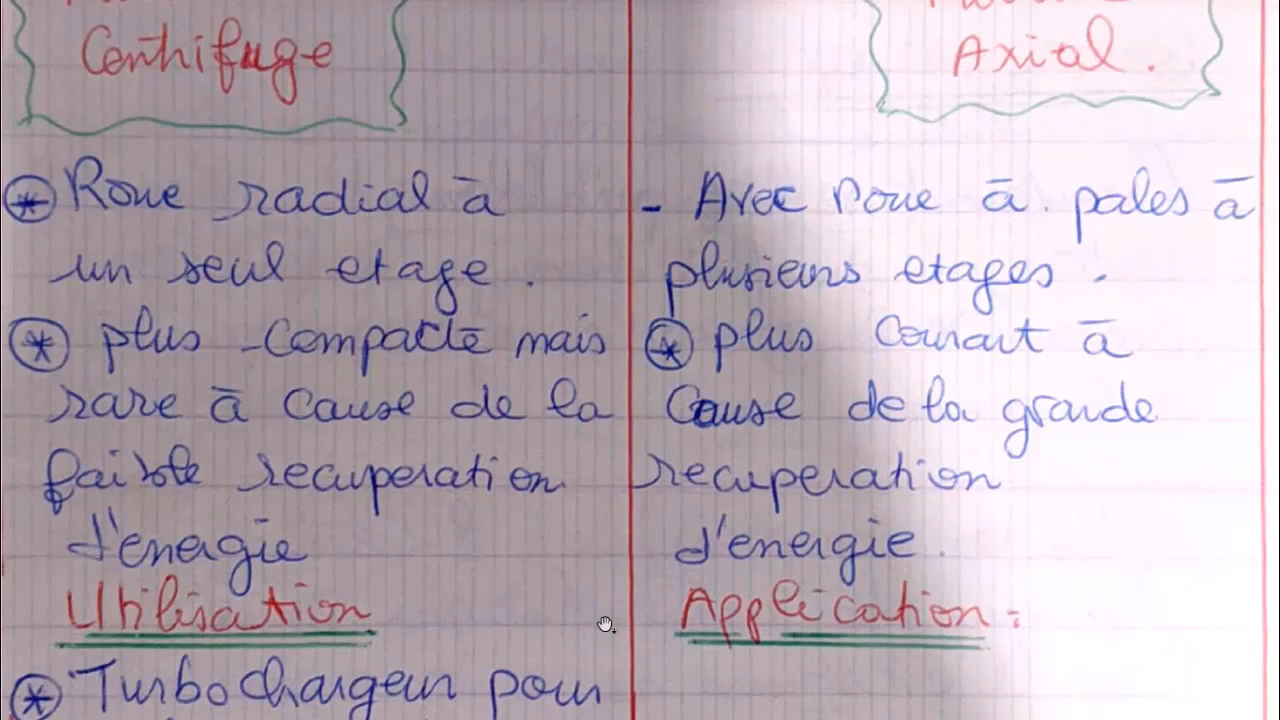 Centrifuge
⊛ Roue radial ā
un seul etage.
⊛ plus compacte mais
rare ā cause de la
faible recuperation
d'energie
Utilisation
⊛ Turbochargeur pour
Axial.
- Avec roue ā pales ā
plusieurs etages.
⊛ plus courant ā
cause de la grande
recuperation
d'energie.
Application: